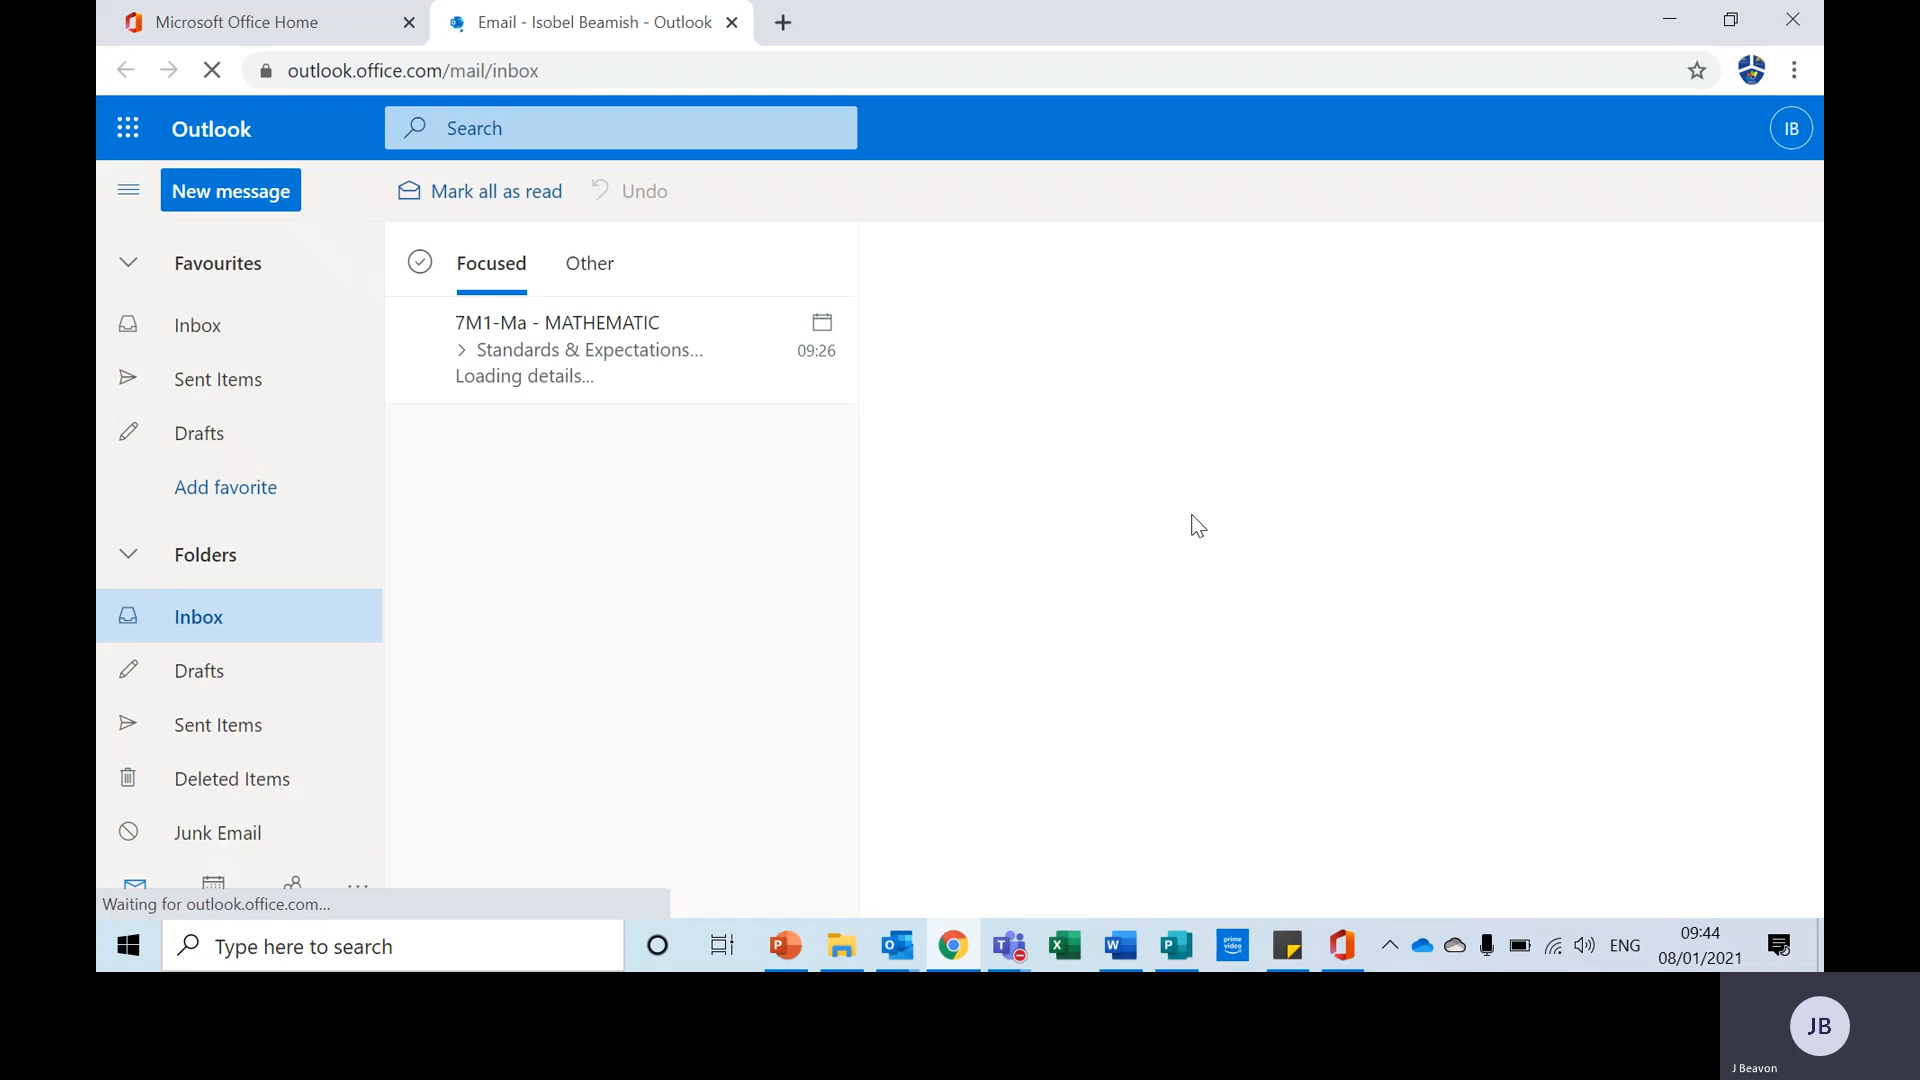 Microsoft Office Home
Email - Isobel Beamish - Outlook
outlook.office.com/mail/inbox
Outlook
Search
IB
New message
Mark all as read
Undo
Favourites
Focused
Other
Inbox
7M1-Ma - MATHEMATIC
Standards & Expectations...
09:26
Loading details...
Sent Items
Drafts
Add favorite
Folders
Inbox
Drafts
Sent Items
Deleted Items
Junk Email
Waiting for outlook.office.com...
Type here to search
prime video
ENG
09:44
08/01/2021
JB
J Beavon